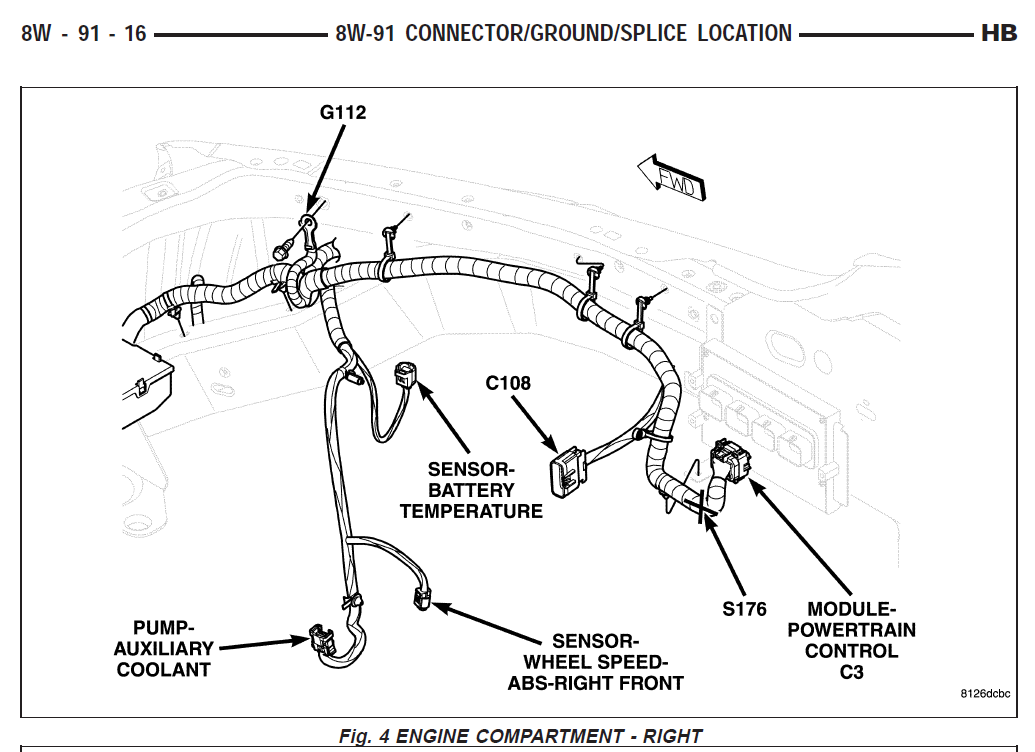 8W - 91 - 16 8W-91 CONNECTOR/GROUND/SPLICE LOCATION HB
G112
FWD
C108
SENSOR-
BATTERY
TEMPERATURE
S176
MODULE-
POWERTRAIN
CONTROL
C3
PUMP-
AUXILIARY
COOLANT
SENSOR-
WHEEL SPEED-
ABS-RIGHT FRONT
8126dcbc
Fig. 4 ENGINE COMPARTMENT - RIGHT